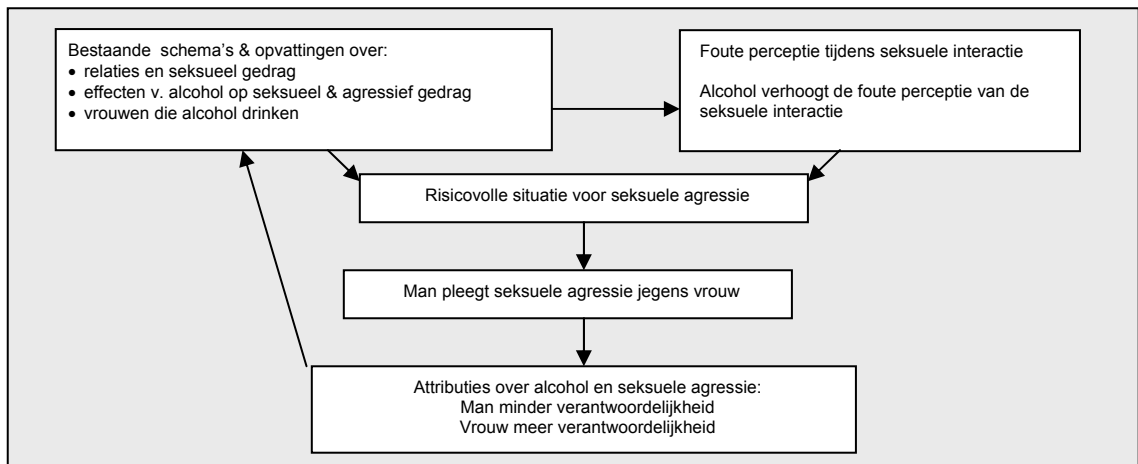 Bestaande schema's & opvattingen over:
• relaties en seksueel gedrag
• effecten v. alcohol op seksueel & agressief gedrag
• vrouwen die alcohol drinken
Foute perceptie tijdens seksuele interactie
Alcohol verhoogt de foute perceptie van de
seksuele interactie
Risicovolle situatie voor seksuele agressie
Man pleegt seksuele agressie jegens vrouw
Attributies over alcohol en seksuele agressie:
Man minder verantwoordelijkheid
Vrouw meer verantwoordelijkheid